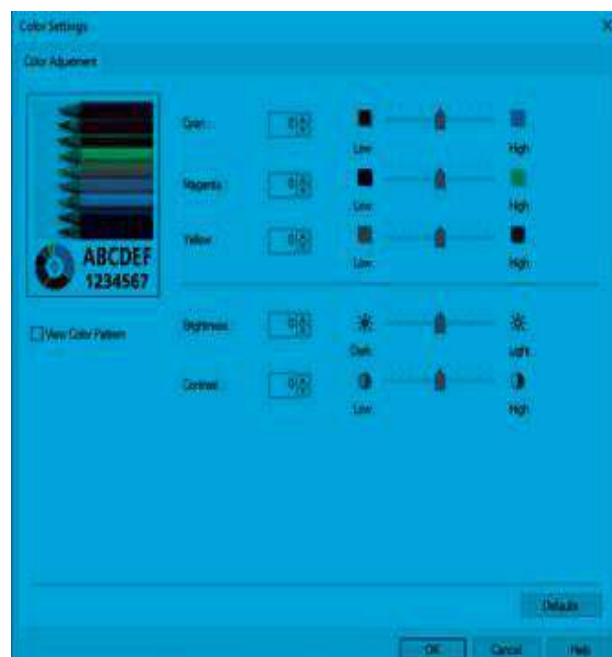 Color Settings
Color Adjustment
Cyan : 0 Low High
Magenta : 0 Low High
Yellow : 0 Low High
ABCDEF
1234567
View Color Pattern
Brightness : 0 Dark Light
Contrast : 0 Low High
Defaults
OK Cancel Help